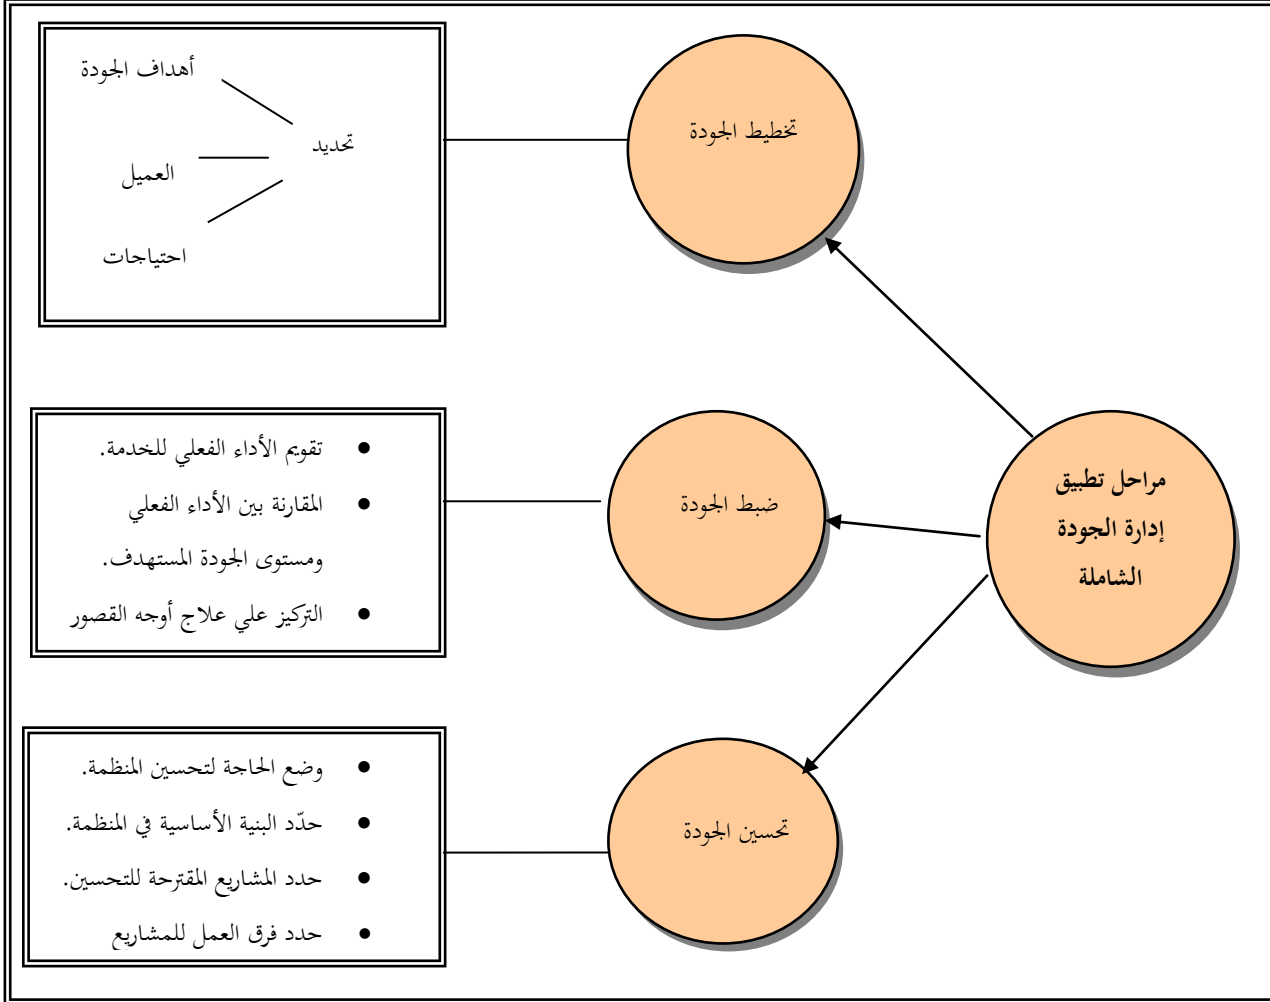 مراحل تطبيق
إدارة الجودة
الشاملة
تخطيط الجودة
تحديد
أهداف الجودة
العميل
احتياجات
ضبط الجودة
● تقويم الأداء الفعلي للخدمة.
● المقارنة بين الأداء الفعلي
ومستوى الجودة المستهدف.
● التركيز علي علاج أوجه القصور
تحسين الجودة
● وضع الحاجة لتحسين المنظمة.
● حدّد البنية الأساسية في المنظمة.
● حدد المشاريع المقترحة للتحسين.
● حدد فرق العمل للمشاريع